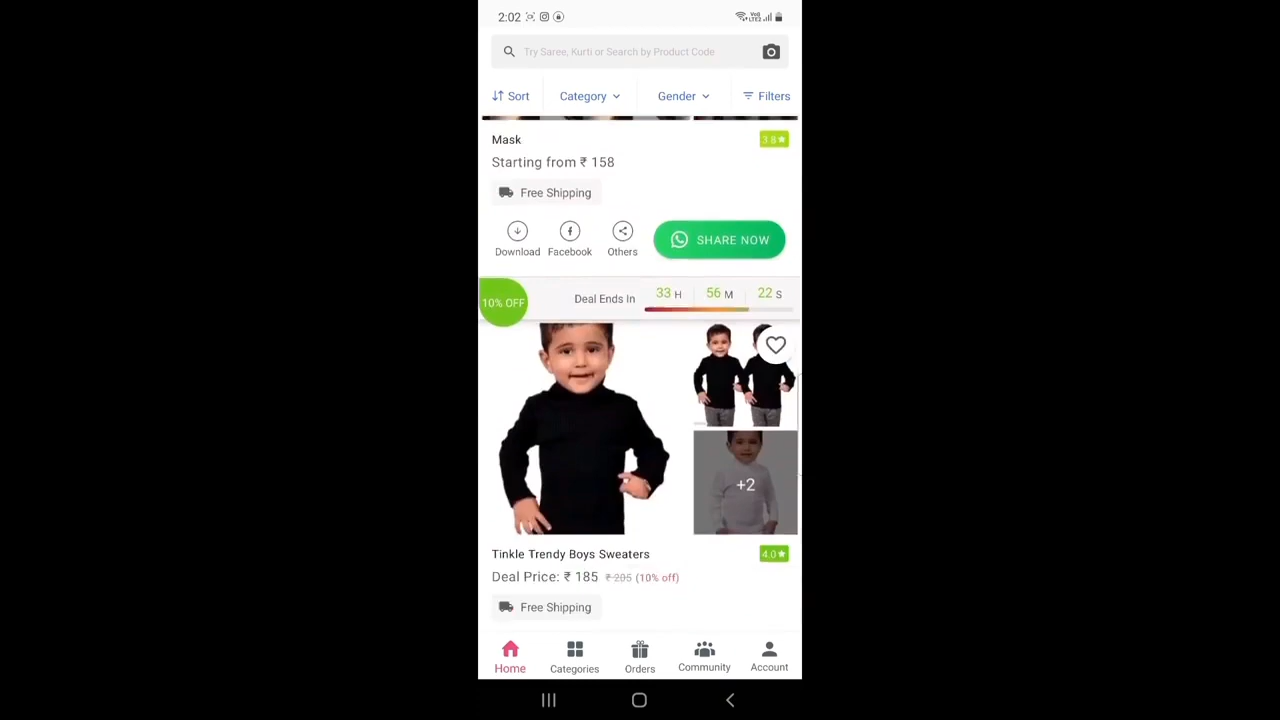 2:02
Try Saree, Kurti or Search by Product Code
Sort Category Gender Filters
Mask 3.8
Starting from ₹ 158
Free Shipping
Download Facebook Others SHARE NOW
10% OFF Deal Ends In 33 H 56 M 22 S
+2
Tinkle Trendy Boys Sweaters 4.0
Deal Price: ₹ 185 ₹ 205 (10% off)
Free Shipping
Home Categories Orders Community Account